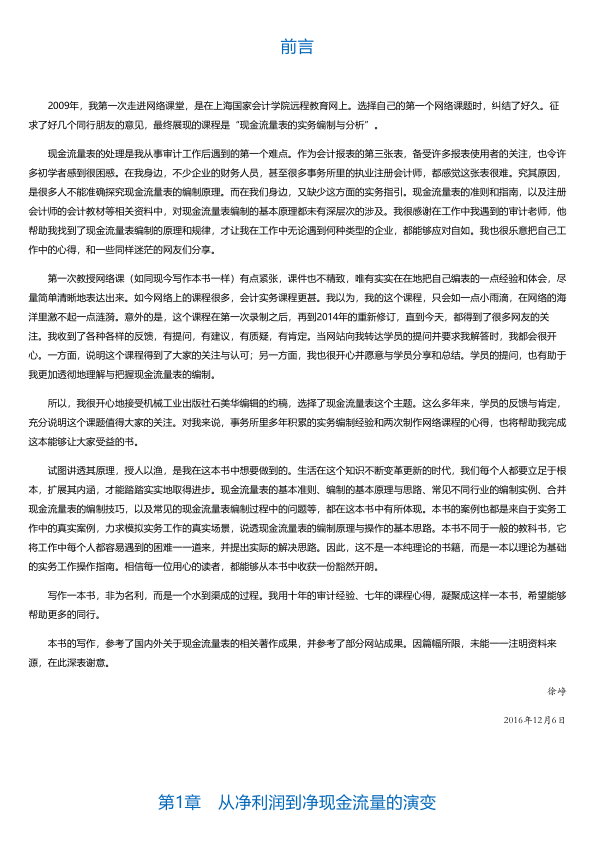 前言
2009年，我第一次走进网络课堂，是在上海国家会计学院远程教育网上。选择自己的第一个网络课题时，纠结了好久。征
求了好几个同行朋友的意见，最终展现的课程是“现金流量表的实务编制与分析”。
现金流量表的处理是我从事审计工作后遇到的第一个难点。作为会计报表的第三张表，备受许多报表使用者的关注，也令许
多初学者感到很困惑。在我身边，不少企业的财务人员，甚至很多事务所里的执业注册会计师，都感觉这张表很难。究其原因，
是很多人不能准确探究现金流量表的编制原理。而在我们身边，又缺少这方面的实务指引。现金流量表的准则和指南，以及注册
会计师的会计教材等相关资料中，对现金流量表编制的基本原理都未有深层次的涉及。我很感谢在工作中我遇到的审计老师，他
帮助我找到了现金流量表编制的原理和规律，才让我在工作中无论遇到何种类型的企业，都能够应对自如。我也很乐意把自己工
作中的心得，和一些同样迷茫的网友们分享。
第一次教授网络课（如同现今写作本书一样）有点紧张，课件也不精致，唯有实实在在地把自己编表的一点经验和体会，尽
量简单清晰地表达出来。如今网络上的课程很多，会计实务课程更甚。我以为，我的这个课程，只会如一点小雨滴，在网络的海
洋里激不起一点涟漪。意外的是，这个课程在第一次录制之后，再到2014年的重新修订，直到今天，都得到了很多网友的关
注。我收到了各种各样的反馈，有提问，有建议，有质疑，有肯定。当网站向我转达学员的提问并要求我解答时，我都会很开
心。一方面，说明这个课程得到了大家的关注与认可；另一方面，我也很开心并愿意与学员分享和总结。学员的提问，也有助于
我更加透彻地理解与把握现金流量表的编制。
所以，我很开心地接受机械工业出版社石美华编辑的约稿，选择了现金流量表这个主题。这么多年来，学员的反馈与肯定，
充分说明这个课题值得大家的关注。对我来说，事务所里多年积累的实务编制经验和两次制作网络课程的心得，也将帮助我完成
这本能够让大家受益的书。
试图讲透其原理，授人以渔，是我在这本书中想要做到的。生活在这个知识不断变革更新的时代，我们每个人都要立足于根
本，扩展其内涵，才能踏踏实实地取得进步。现金流量表的基本准则、编制的基本原理与思路、常见不同行业的编制实例、合并
现金流量表的编制技巧，以及常见的现金流量表编制过程中的问题等，都在这本书中有所体现。本书的案例也都是来自于实务工
作中的真实案例，力求模拟实务工作的真实场景，说透现金流量表的编制原理与操作的基本思路。本书不同于一般的教科书，它
将工作中每个人都容易遇到的困难一一道来，并提出实际的解决思路。因此，这不是一本纯理论的书籍，而是一本以理论为基础
的实务工作操作指南。相信每一位用心的读者，都能够从本书中收获一份豁然开朗。
写作一本书，非为名利，而是一个水到渠成的过程。我用十年的审计经验、七年的课程心得，凝聚成这样一本书，希望能够
帮助更多的同行。
本书的写作，参考了国内外关于现金流量表的相关著作成果，并参考了部分网站成果。因篇幅所限，未能一一注明资料来
源，在此深表谢意。
徐峥
2016年12月6日
第1章　从净利润到净现金流量的演变